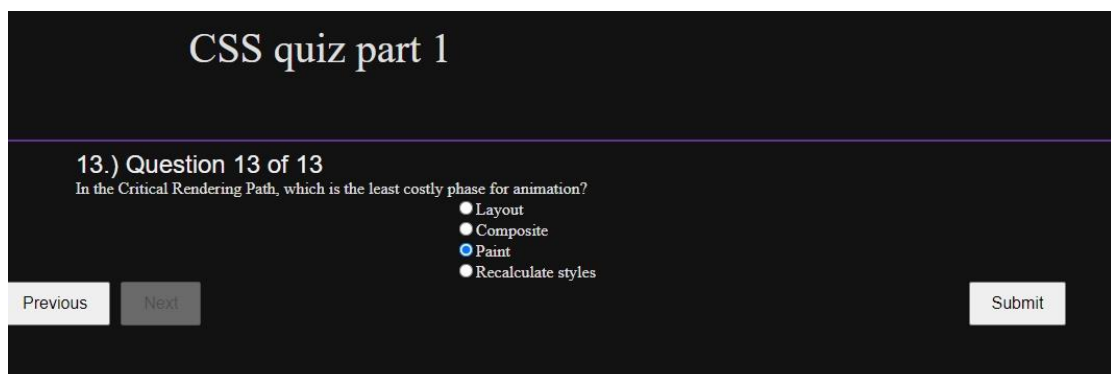 CSS quiz part 1
13.) Question 13 of 13
In the Critical Rendering Path, which is the least costly phase for animation?
Layout
Composite
Paint
Recalculate styles
Previous Next Submit